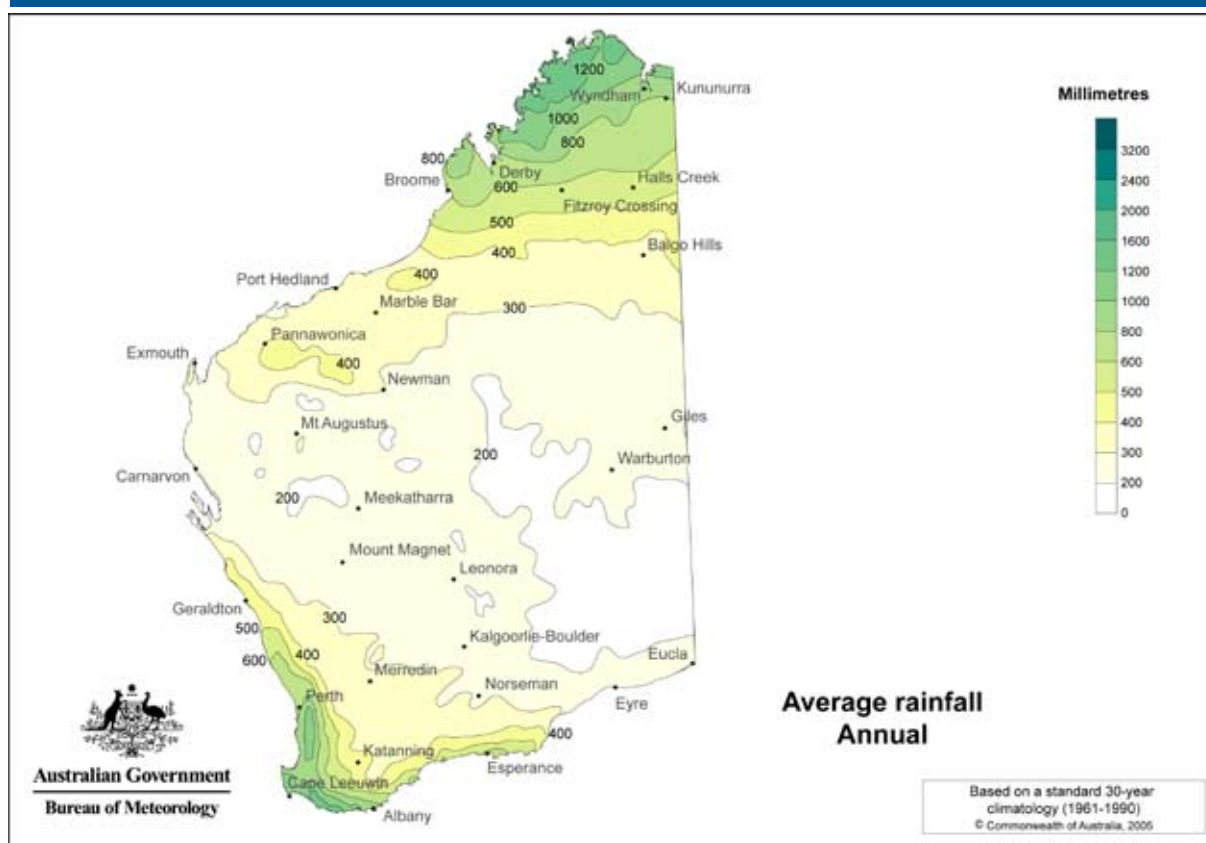 1200
Wyndham
Kununurra
Millimetres
1000
800
800
Derby
Broome
600
Halls Creek
Fitzroy Crossing
500
400
Balgo Hills
Port Hedland
400
Marble Bar
300
Pannawonica
Exmouth
400
Newman
Mt Augustus
Giles
200
Warburton
Carnarvon
200
Meekatharra
Mount Magnet
Leonora
Geraldton
300
500
Kalgoorlie-Boulder
600
400
Eucla
Merredin
Norseman
Perth
Eyre
400
Katanning
Esperance
Cape Leeuwin
Albany
3200
2400
2000
1600
1200
1000
800
600
500
400
300
200
0
Average rainfall
Annual
Australian Government
Bureau of Meteorology
Based on a standard 30-year
climatology (1961-1990)
© Commonwealth of Australia, 2005